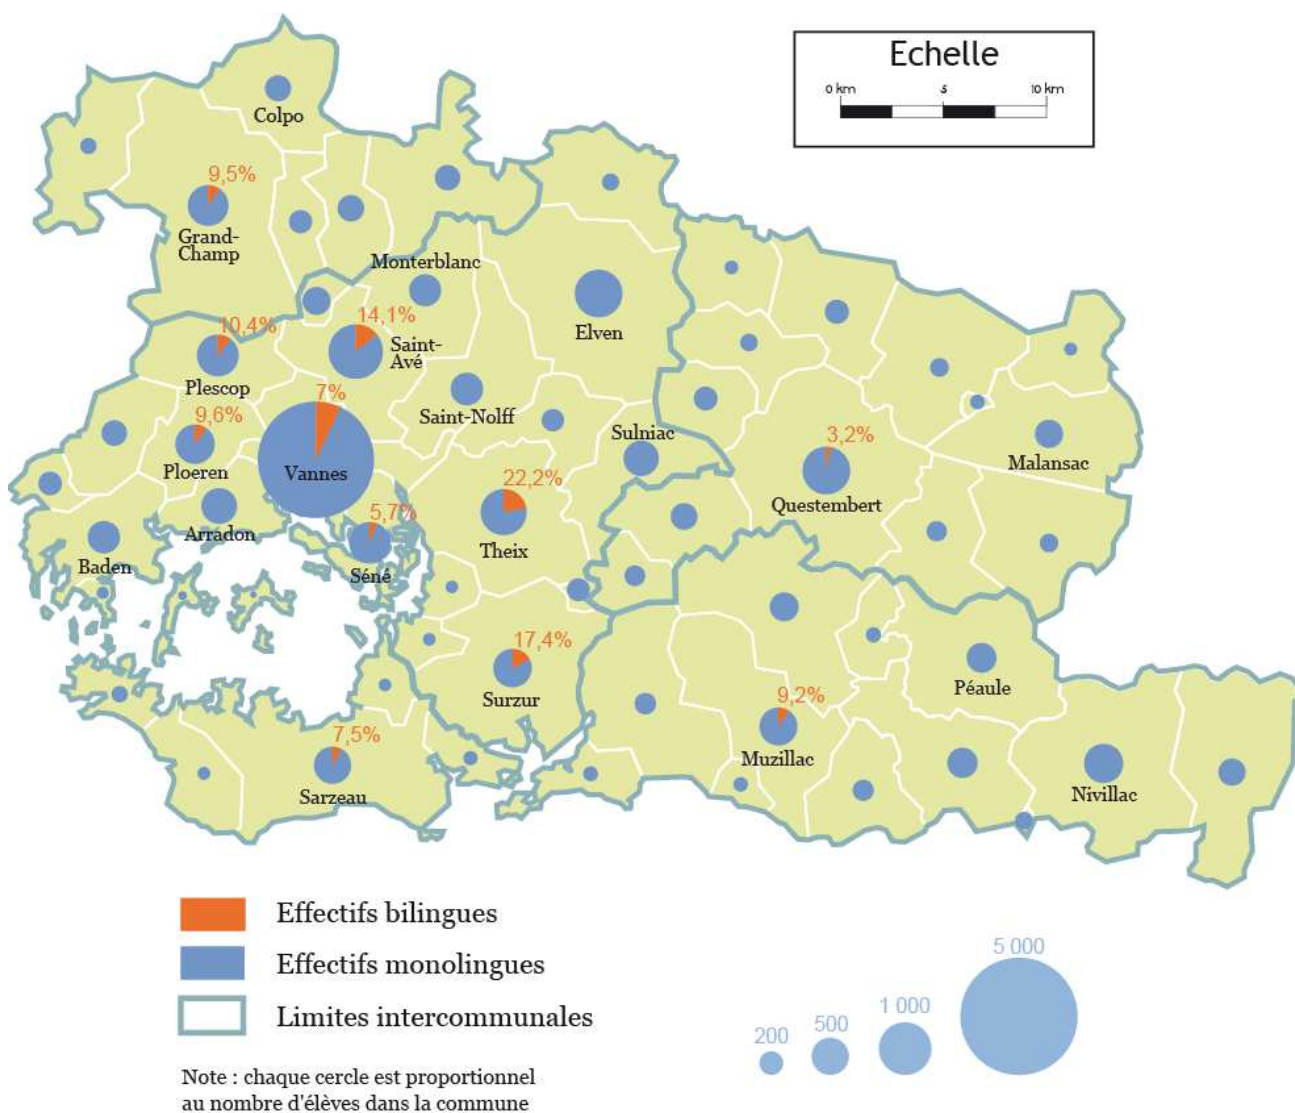 Echelle
0 km
5
10 km
Colpo
9,5%
Grand-
Champ
Monterblanc
Elven
10,4%
14,1%
Saint-
Avé
Plescop
7%
Saint-Nolff
9,6%
Sulniac
3,2%
Ploeren
Vannes
Malansac
22,2%
Questembert
5,7%
Arradon
Theix
Baden
Séné
17,4%
Péaule
Surzur
9,2%
7,5%
Muzillac
Sarzeau
Nivillac
Effectifs bilingues
Effectifs monolingues
Limites intercommunales
5 000
1 000
500
200
Note : chaque cercle est proportionnel
au nombre d'élèves dans la commune